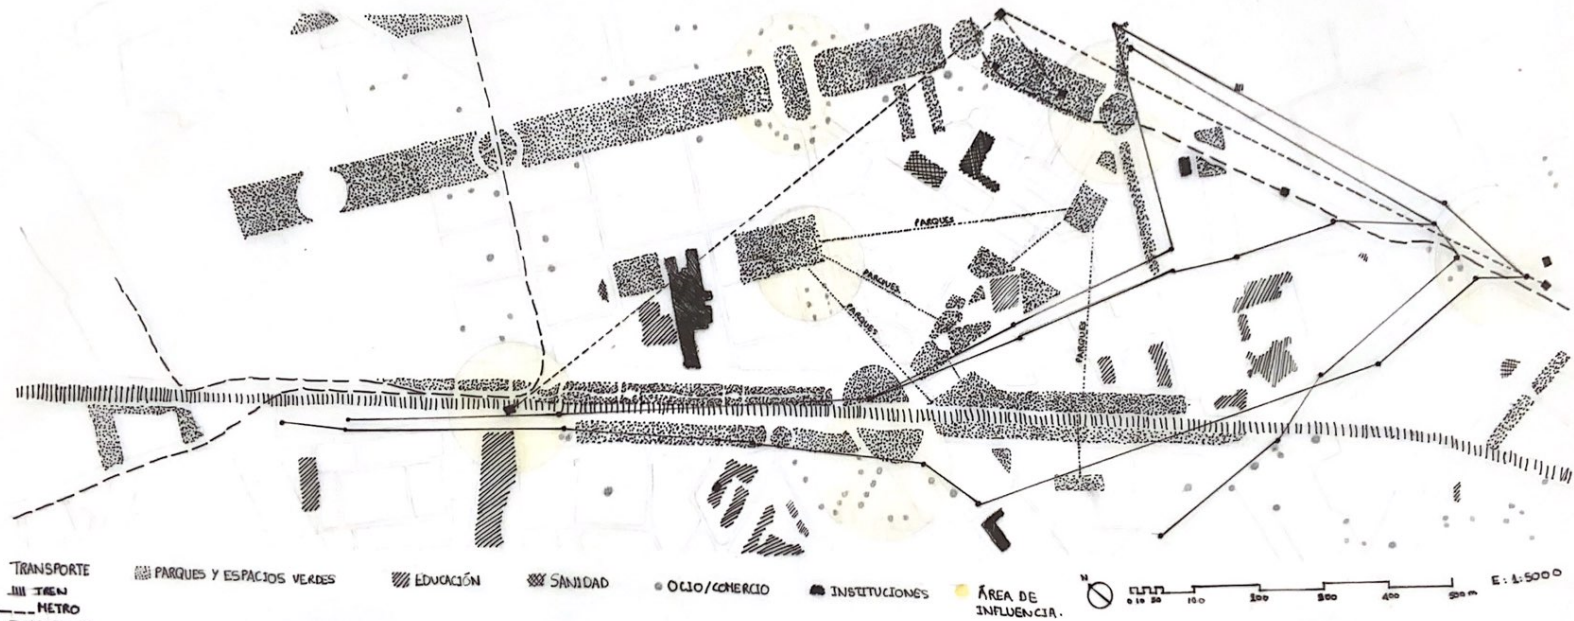 PARQUES
PARQUES
PARQUES
PARQUES
TRANSPORTE
TREN
METRO
PARQUES Y ESPACIOS VERDES
EDUCACIÓN
SANIDAD
OCIO/COMERCIO
INSTITUCIONES
ÁREA DE
INFLUENCIA.
N
0 10 50 100 200 300 400 500 m
E: 1:5000